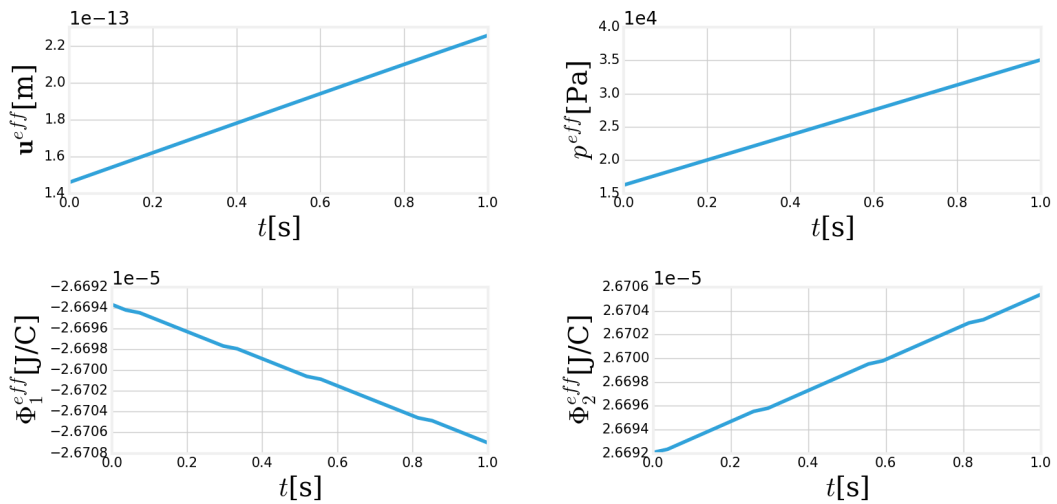 1e−13
2.2
2.0
1.8
1.6
1.4
0.0 0.2 0.4 0.6 0.8 1.0
u^{eff}[m]
t[s]
1e4
4.0
3.5
3.0
2.5
2.0
1.5
0.0 0.2 0.4 0.6 0.8 1.0
p^{eff}[Pa]
t[s]
1e−5
−2.6692
−2.6694
−2.6696
−2.6698
−2.6700
−2.6702
−2.6704
−2.6706
−2.6708
0.0 0.2 0.4 0.6 0.8 1.0
Φ_1^{eff}[J/C]
t[s]
1e−5
2.6706
2.6704
2.6702
2.6700
2.6698
2.6696
2.6694
2.6692
0.0 0.2 0.4 0.6 0.8 1.0
Φ_2^{eff}[J/C]
t[s]